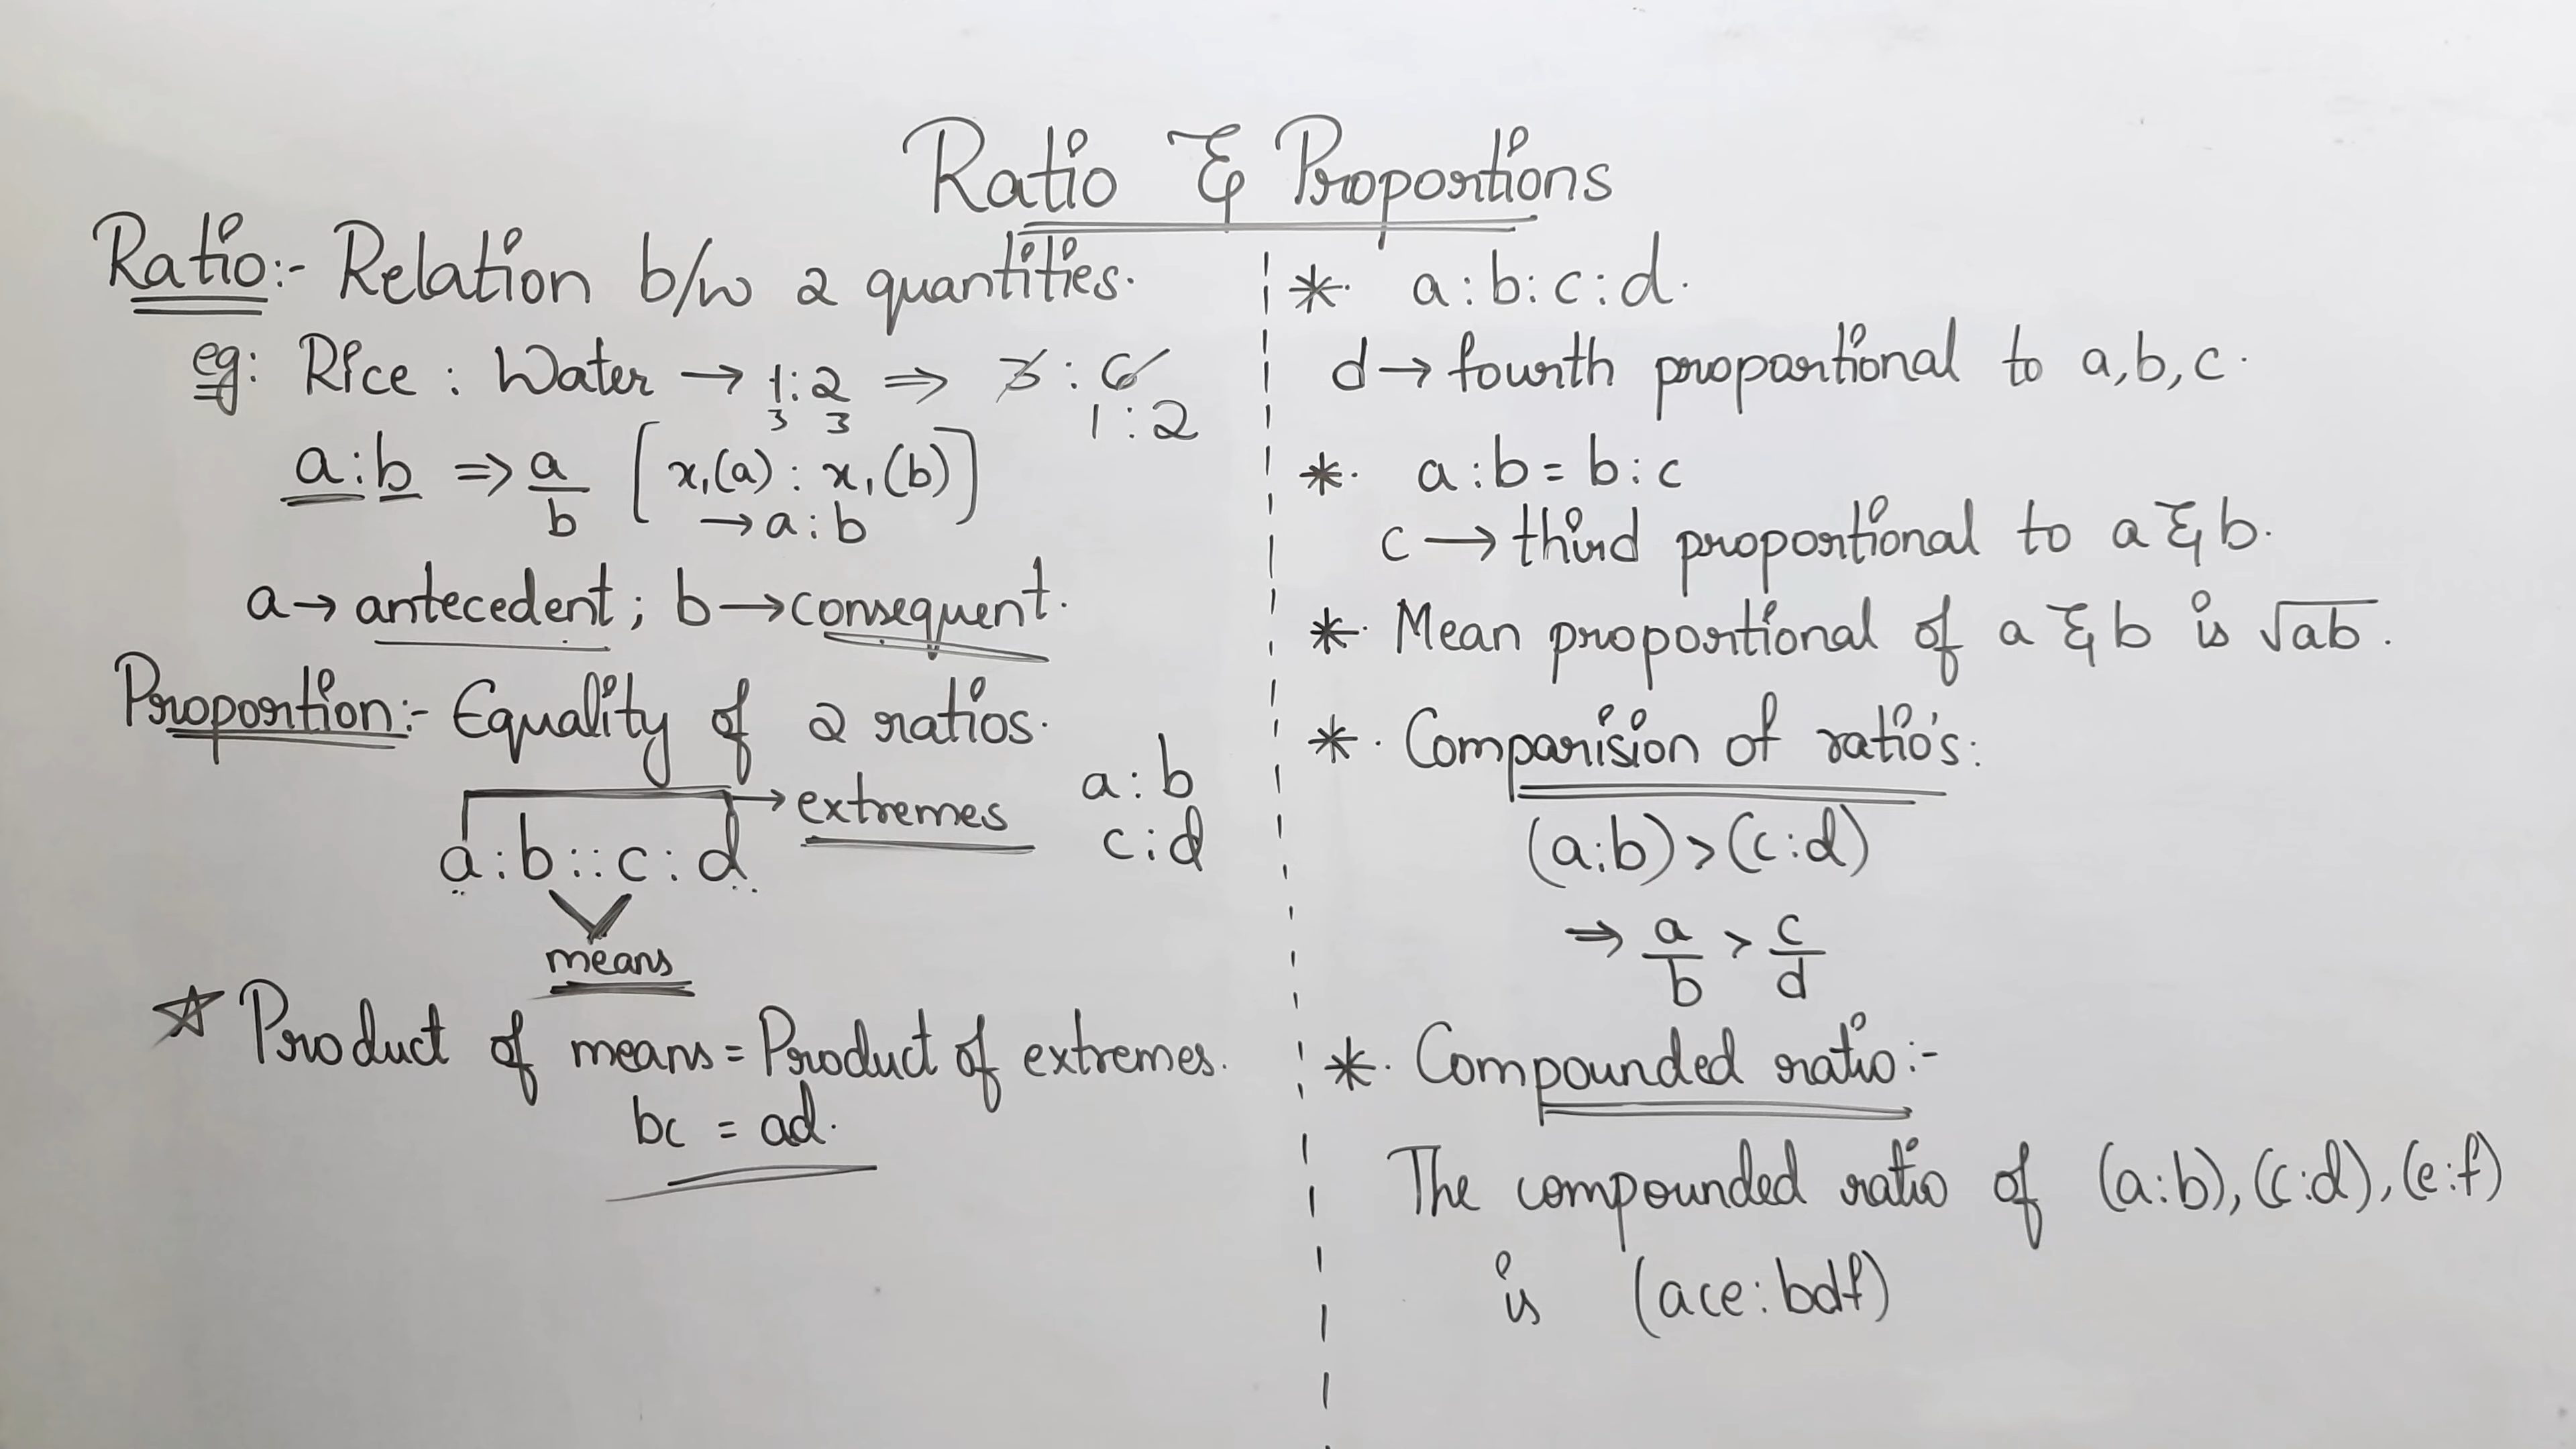 Ratio & Proportions
Ratio:- Relation b/w 2 quantities.
eg: Rice : Water → 1:2 ⇒ 3 : 6
3 3 1:2
a:b ⇒ a/b [x₁(a) : x₁(b)]
→ a : b
a → antecedent ; b → consequent.
Proportion:- Equality of 2 ratios.
→ extremes
a : b :: c : d
means
a : b
c : d
☆ Product of means = Product of extremes.
bc = ad.
* a : b : c : d.
d → fourth proportional to a, b, c.
* a : b = b : c
c → third proportional to a & b.
* Mean proportional of a & b is √ab.
* Comparision of ratio's:
(a:b) > (c:d)
⇒ a/b > c/d
* Compounded ratio:-
The compounded ratio of (a:b), (c:d), (e:f)
is (ace : bdf)